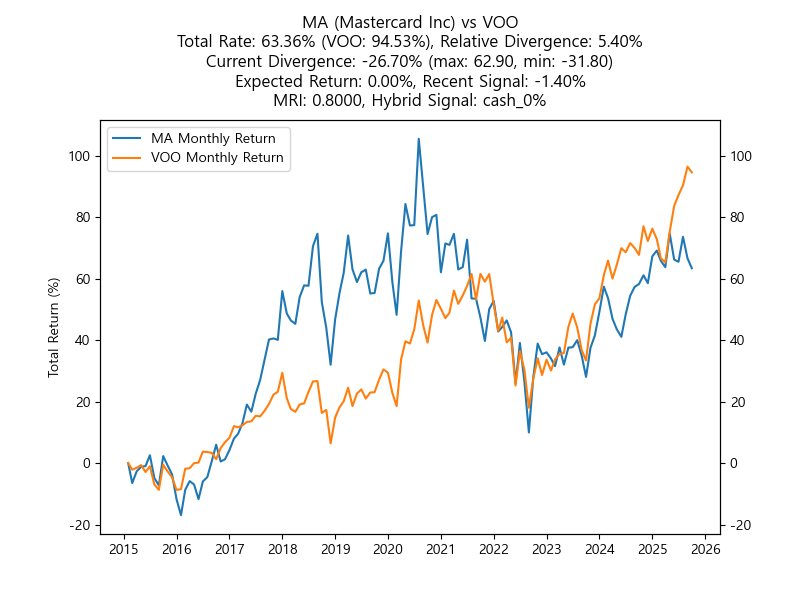 MA (Mastercard Inc) vs VOO
Total Rate: 63.36% (VOO: 94.53%), Relative Divergence: 5.40%
Current Divergence: -26.70% (max: 62.90, min: -31.80)
Expected Return: 0.00%, Recent Signal: -1.40%
MRI: 0.8000, Hybrid Signal: cash_0%
MA Monthly Return
VOO Monthly Return
Total Return (%)
100
80
60
40
20
0
-20
100
80
60
40
20
0
-20
2015 2016 2017 2018 2019 2020 2021 2022 2023 2024 2025 2026